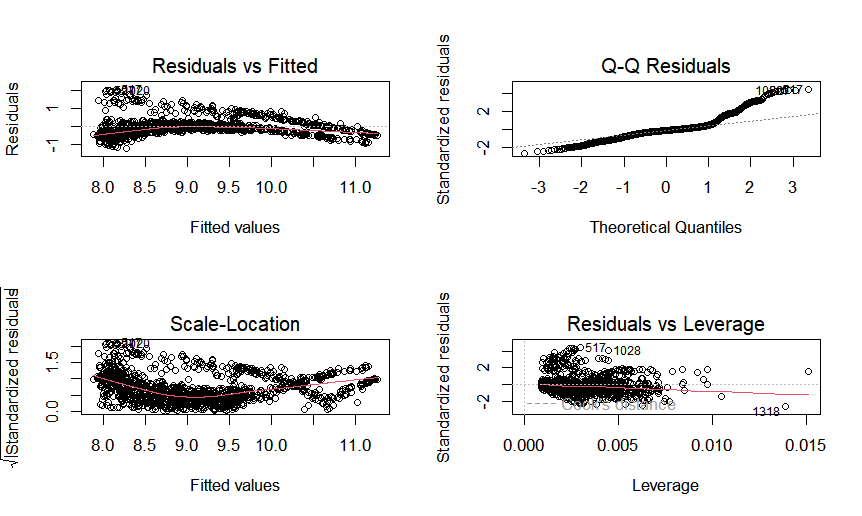 Residuals vs Fitted
Residuals
1
-1
8.0 8.5 9.0 9.5 10.0 11.0
Fitted values
Q-Q Residuals
Standardized residuals
2
-2
-3 -2 -1 0 1 2 3
Theoretical Quantiles
Scale-Location
√|Standardized residuals|
1.5
0.0
8.0 8.5 9.0 9.5 10.0 11.0
Fitted values
Residuals vs Leverage
Standardized residuals
2
-2
517
1028
1318
Cook's distance
0.000 0.005 0.010 0.015
Leverage